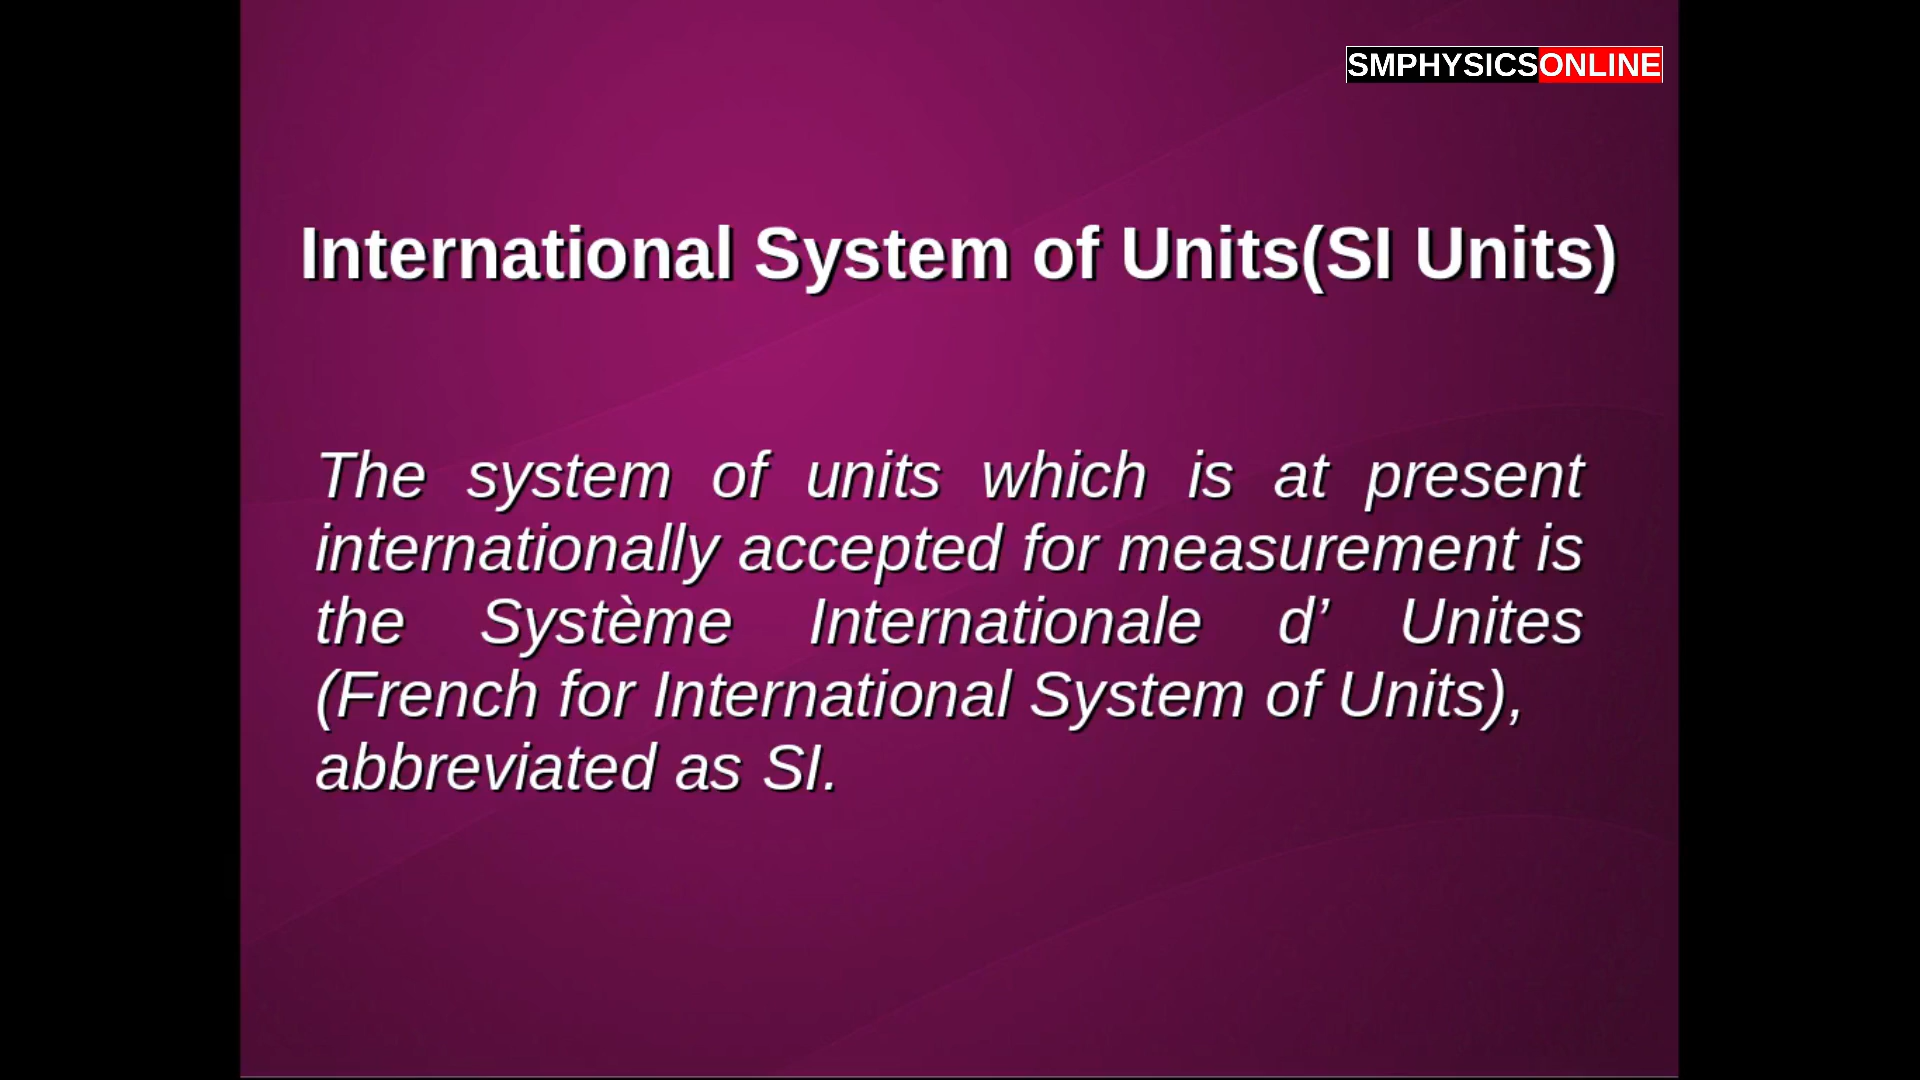 SMPHYSICSONLINE
International System of Units(SI Units)
The system of units which is at present
internationally accepted for measurement is
the Système Internationale d’ Unites
(French for International System of Units),
abbreviated as SI.